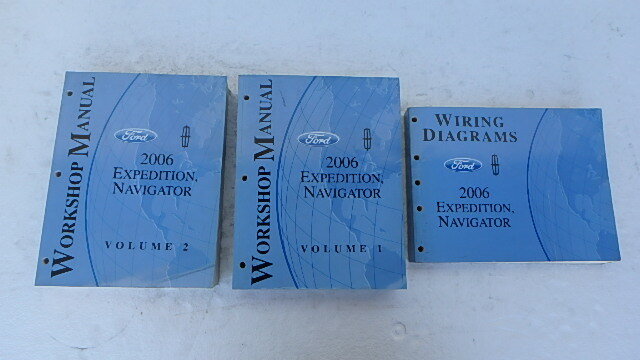 WORKSHOP MANUAL
Ford
2006
EXPEDITION,
NAVIGATOR
VOLUME 2
WORKSHOP MANUAL
Ford
2006
EXPEDITION,
NAVIGATOR
VOLUME 1
WIRING
DIAGRAMS
Ford
2006
EXPEDITION,
NAVIGATOR